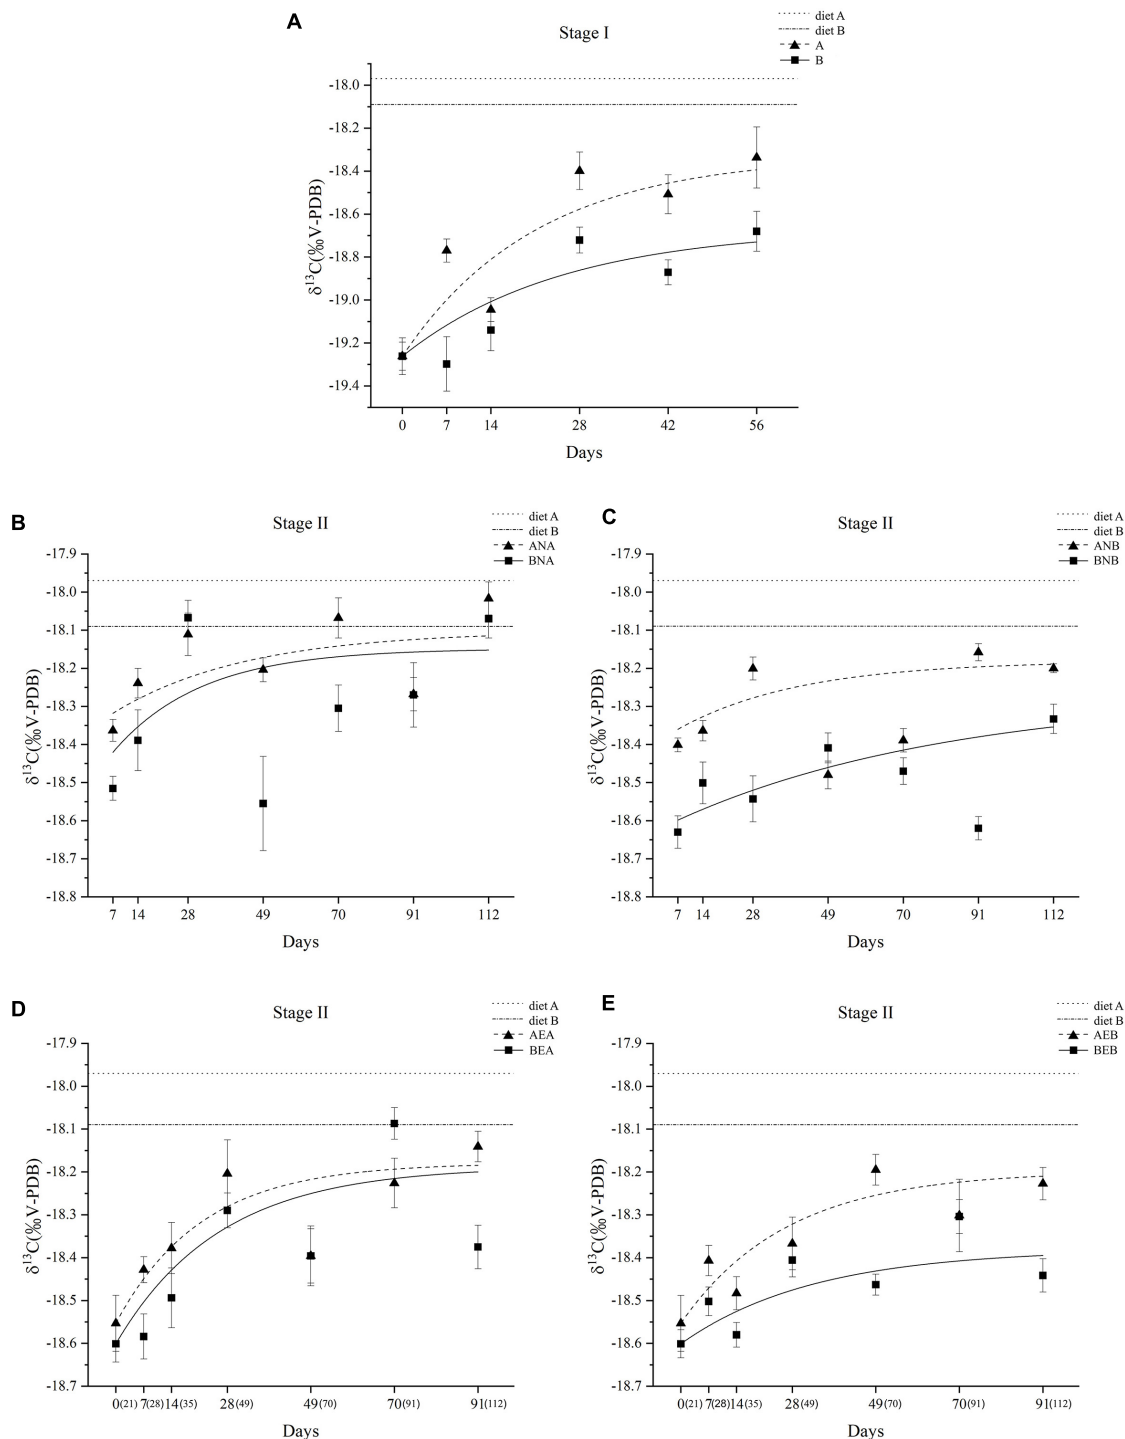 A
Stage I
diet A
diet B
A
B
-18.0
-18.2
-18.4
-18.6
-18.8
-19.0
-19.2
-19.4
δ¹³C(‰V-PDB)
0 7 14 28 42 56
Days
B
Stage II
diet A
diet B
ANA
BNA
-17.9
-18.0
-18.1
-18.2
-18.3
-18.4
-18.5
-18.6
-18.7
-18.8
δ¹³C(‰V-PDB)
7 14 28 49 70 91 112
Days
C
Stage II
diet A
diet B
ANB
BNB
-17.9
-18.0
-18.1
-18.2
-18.3
-18.4
-18.5
-18.6
-18.7
-18.8
δ¹³C(‰V-PDB)
7 14 28 49 70 91 112
Days
D
Stage II
diet A
diet B
AEA
BEA
-17.9
-18.0
-18.1
-18.2
-18.3
-18.4
-18.5
-18.6
-18.7
δ¹³C(‰V-PDB)
0(21) 7(28) 14(35) 28(49) 49(70) 70(91) 91(112)
Days
E
Stage II
diet A
diet B
AEB
BEB
-17.9
-18.0
-18.1
-18.2
-18.3
-18.4
-18.5
-18.6
-18.7
δ¹³C(‰V-PDB)
0(21) 7(28) 14(35) 28(49) 49(70) 70(91) 91(112)
Days